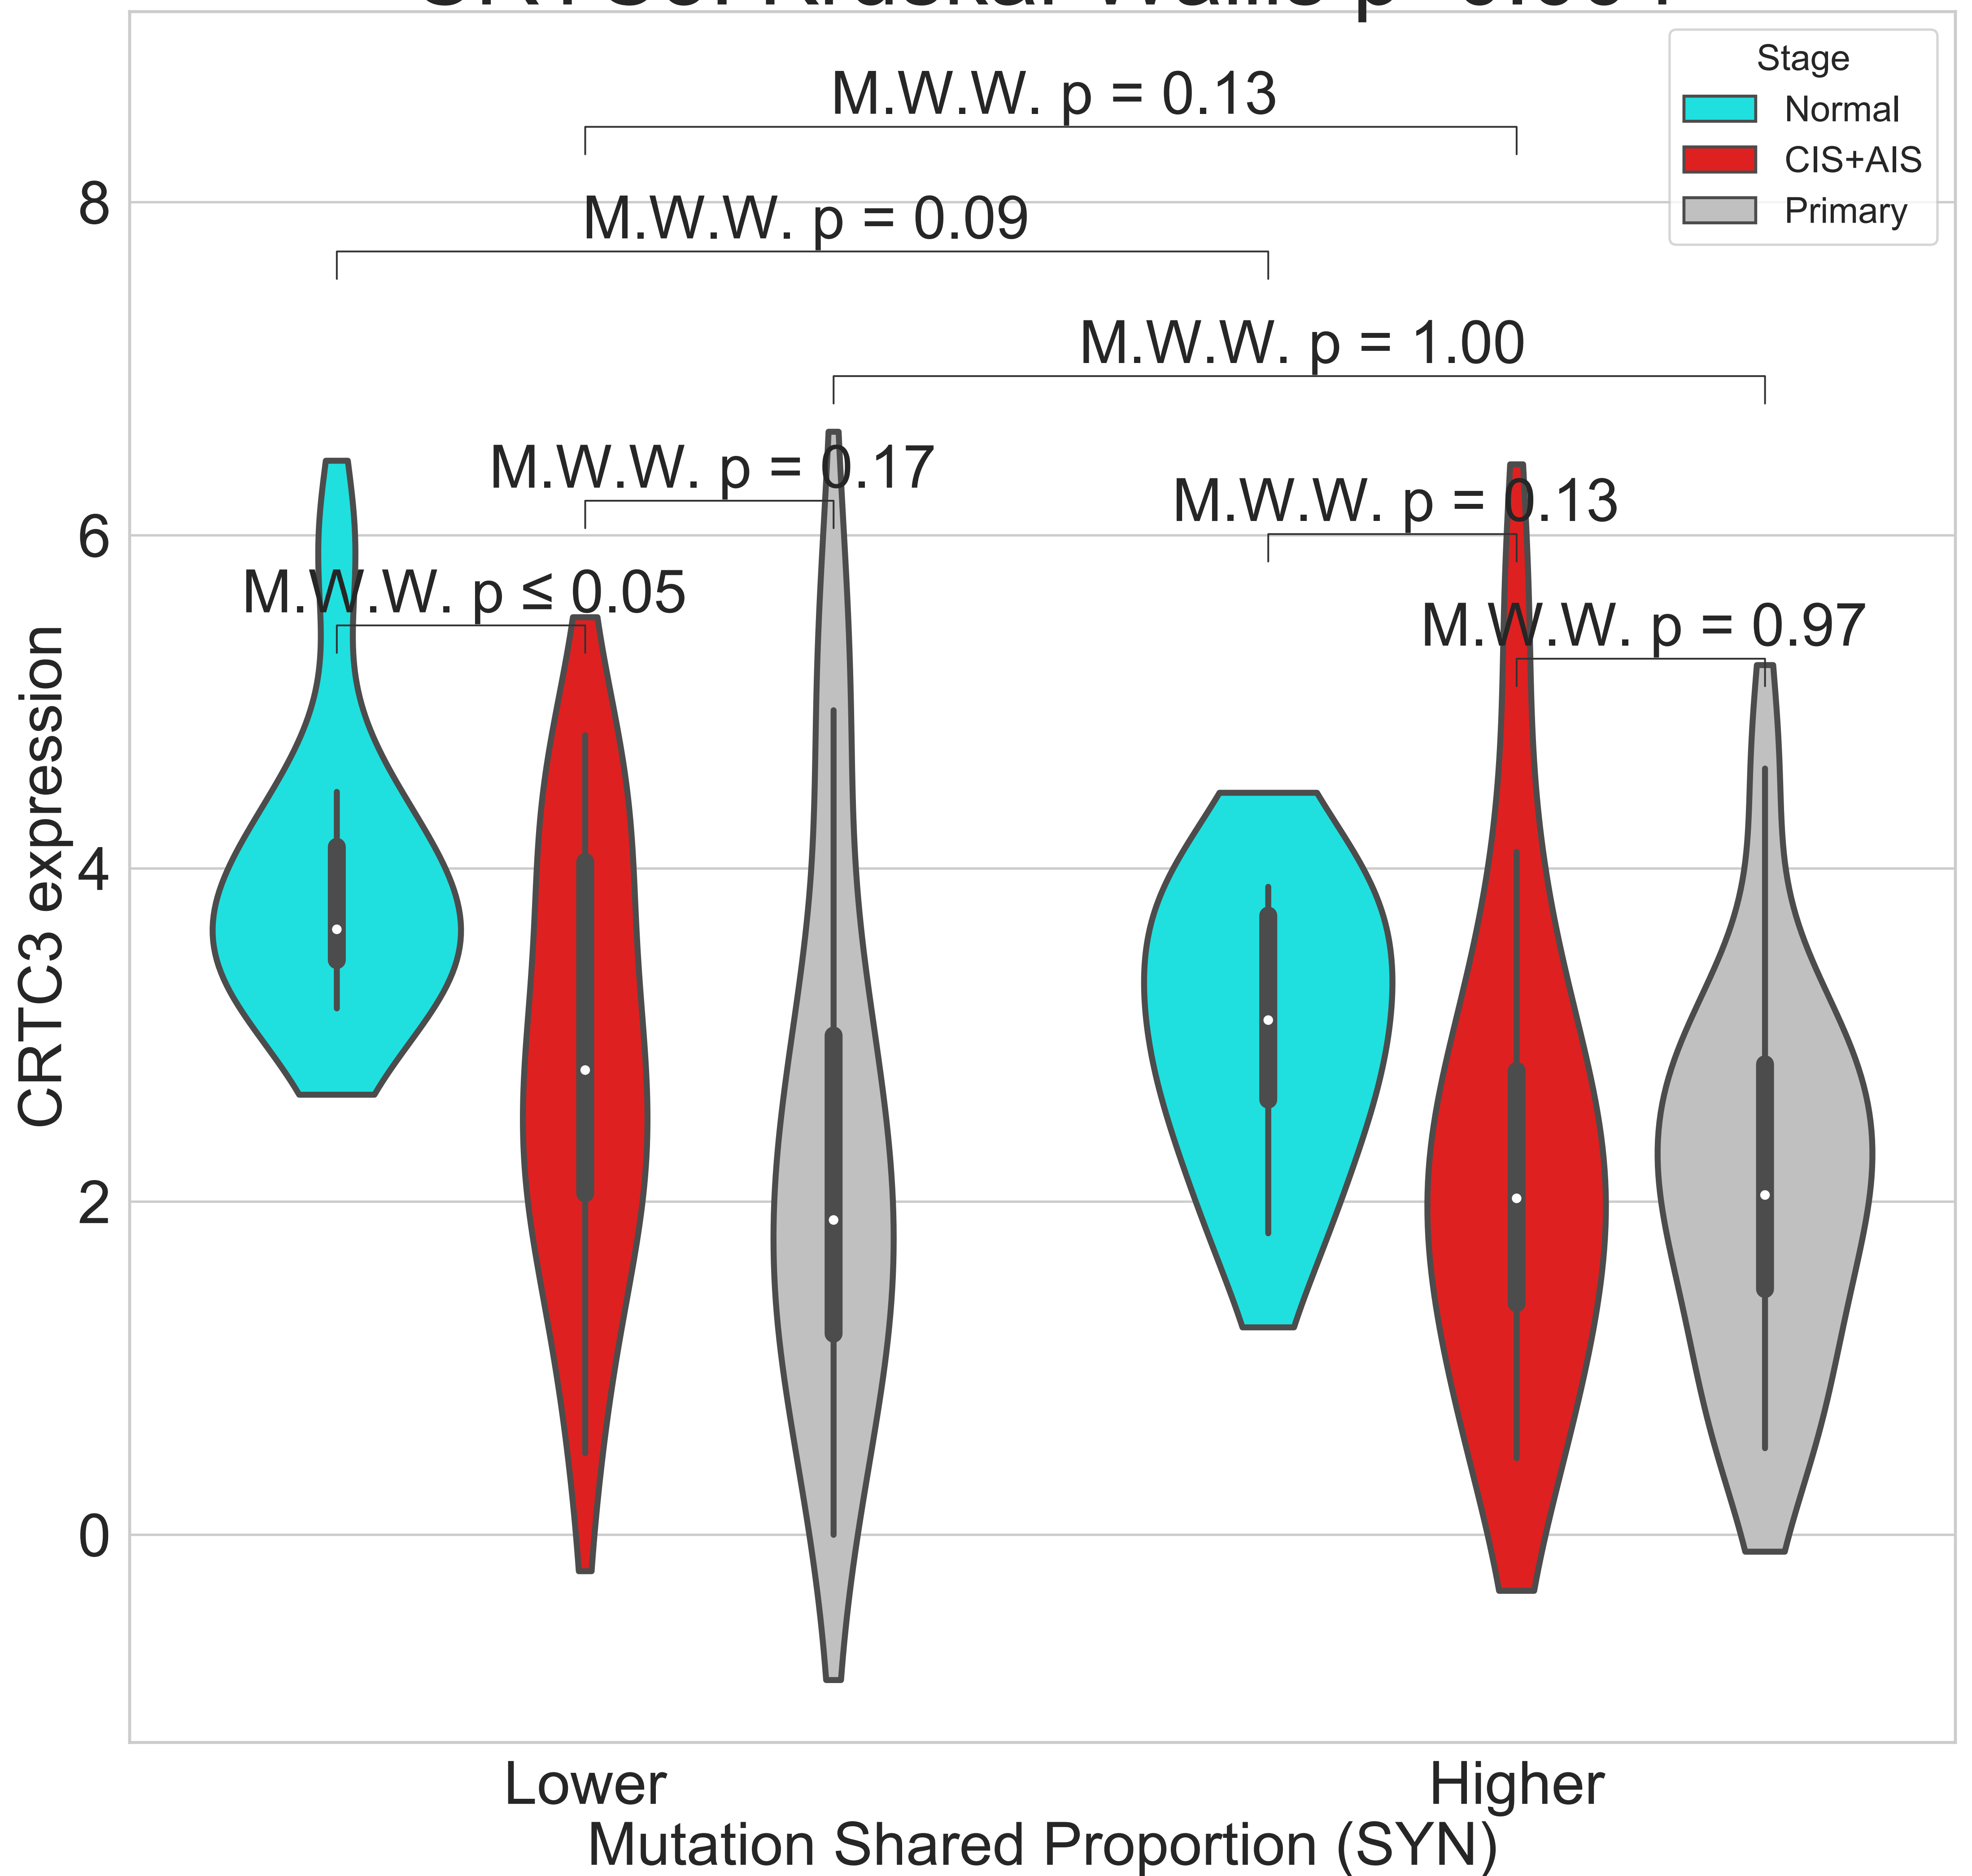 Stage
Normal
CIS+AIS
Primary
M.W.W. p = 0.13
M.W.W. p = 0.09
M.W.W. p = 1.00
M.W.W. p = 0.17
M.W.W. p = 0.13
M.W.W. p ≤ 0.05
M.W.W. p = 0.97
CRTC3 expression
8
6
4
2
0
Lower
Higher
Mutation Shared Proportion (SYN)